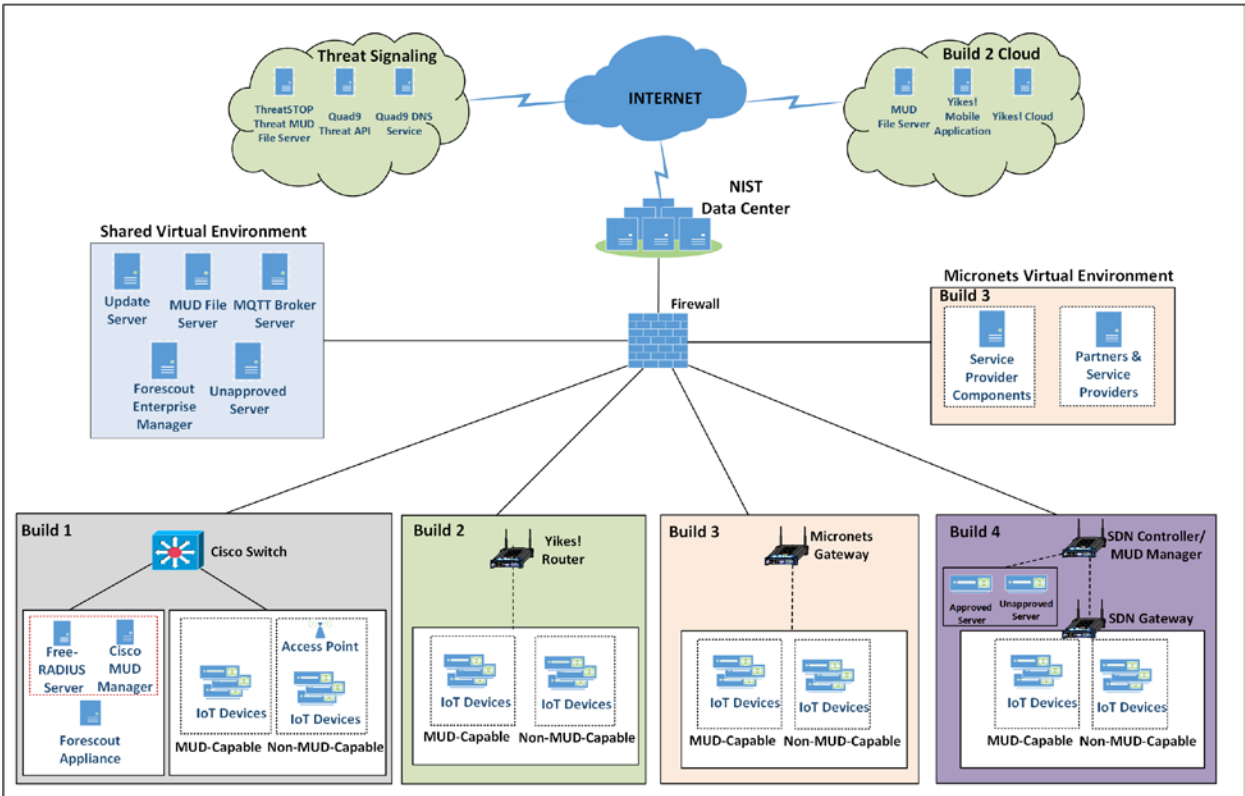 Threat Signaling
ThreatSTOP
Threat MUD
File Server
Quad9
Threat API
Quad9 DNS
Service
INTERNET
Build 2 Cloud
MUD
File Server
Yikes!
Mobile
Application
Yikes! Cloud
NIST
Data Center
Shared Virtual Environment
Update
Server
MUD File
Server
MQTT Broker
Server
Forescout
Enterprise
Manager
Unapproved
Server
Firewall
Micronets Virtual Environment
Build 3
Service
Provider
Components
Partners &
Service
Providers
Build 1
Cisco Switch
Free-
RADIUS
Server
Cisco
MUD
Manager
Forescout
Appliance
IoT Devices
MUD-Capable
Access Point
IoT Devices
Non-MUD-Capable
Build 2
Yikes!
Router
IoT Devices
IoT Devices
MUD-Capable
Non-MUD-Capable
Build 3
Micronets
Gateway
IoT Devices
IoT Devices
MUD-Capable
Non-MUD-Capable
Build 4
SDN Controller/
MUD Manager
Approved
Server
Unapproved
Server
SDN Gateway
IoT Devices
IoT Devices
MUD-Capable
Non-MUD-Capable